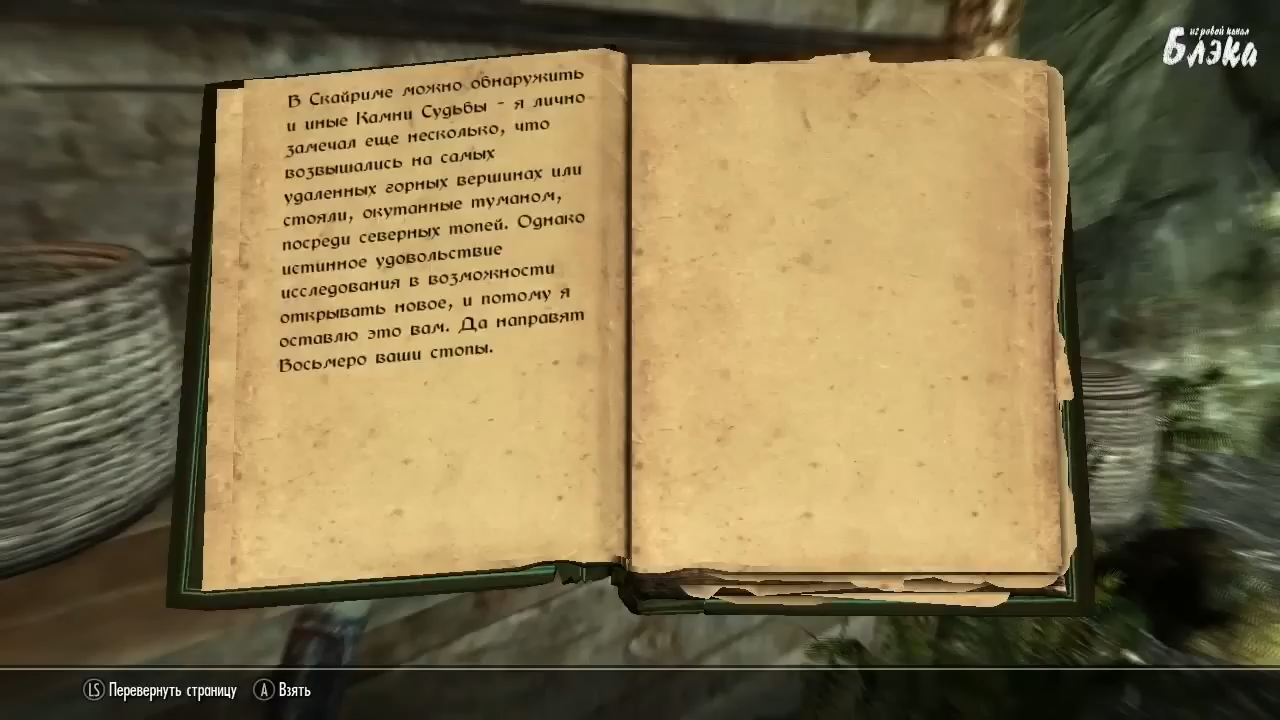 игровой канал
Блэка
В Скайриме можно обнаружить
и иные Камни Судьбы - я лично
замечал еще несколько, что
возвышались на самых
удаленных горных вершинах или
стояли, окутанные туманом,
посреди северных топей. Однако
истинное удовольствие
исследования в возможности
открывать новое, и потому я
оставлю это вам. Да направят
Восьмеро ваши стопы.
LS Перевернуть страницу A Взять